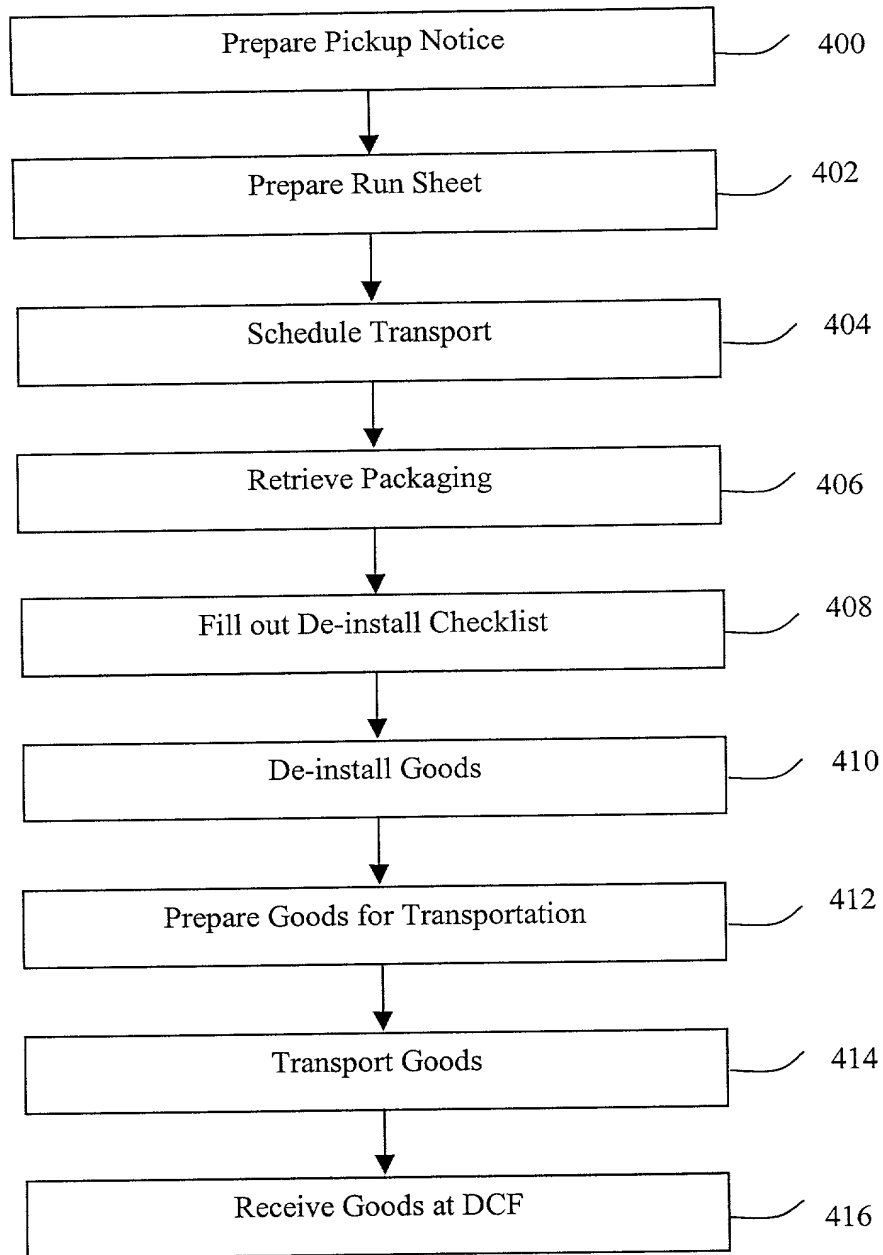 Prepare Pickup Notice 400
Prepare Run Sheet 402
Schedule Transport 404
Retrieve Packaging 406
Fill out De-install Checklist 408
De-install Goods 410
Prepare Goods for Transportation 412
Transport Goods 414
Receive Goods at DCF 416